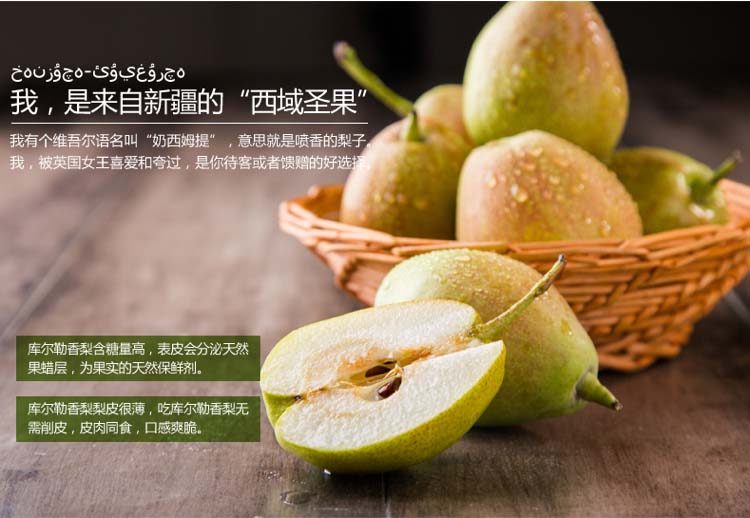 خەنزۇچە-ئۇيغۇرچە
我，是来自新疆的“西域圣果”
我有个维吾尔语名叫“奶西姆提”，意思就是喷香的梨子。
我，被英国女王喜爱和夸过，是你待客或者馈赠的好选择。
库尔勒香梨含糖量高，表皮会分泌天然
果蜡层，为果实的天然保鲜剂。
库尔勒香梨梨皮很薄，吃库尔勒香梨无
需削皮，皮肉同食，口感爽脆。